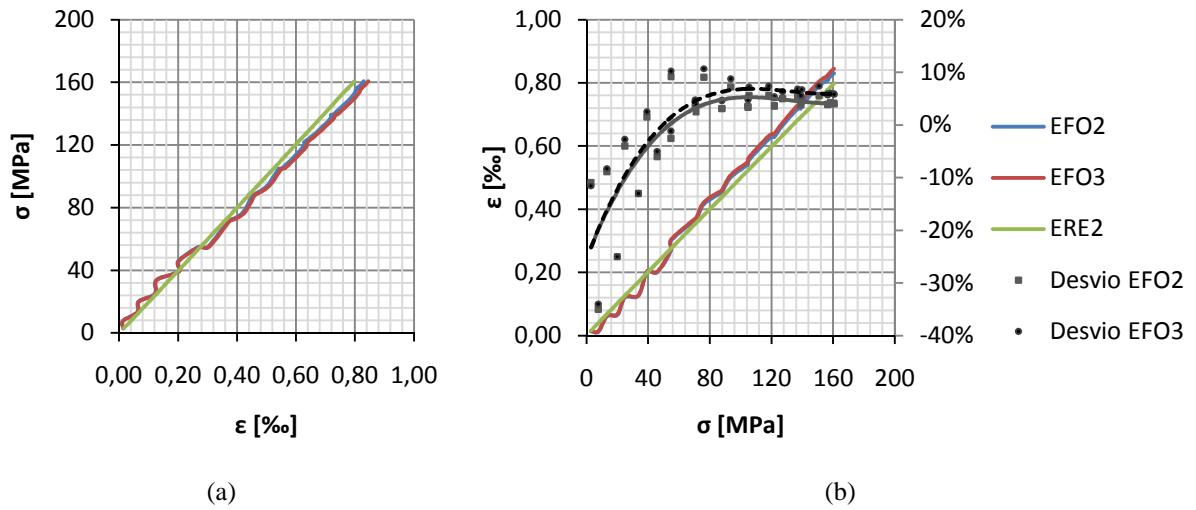 200
160
120
80
40
0
σ [MPa]
0,00 0,20 0,40 0,60 0,80 1,00
ε [‰]
(a)
1,00
0,80
0,60
0,40
0,20
0,00
ε [‰]
20%
10%
0%
-10%
-20%
-30%
-40%
0 40 80 120 160 200
σ [MPa]
(b)
EFO2
EFO3
ERE2
Desvio EFO2
Desvio EFO3